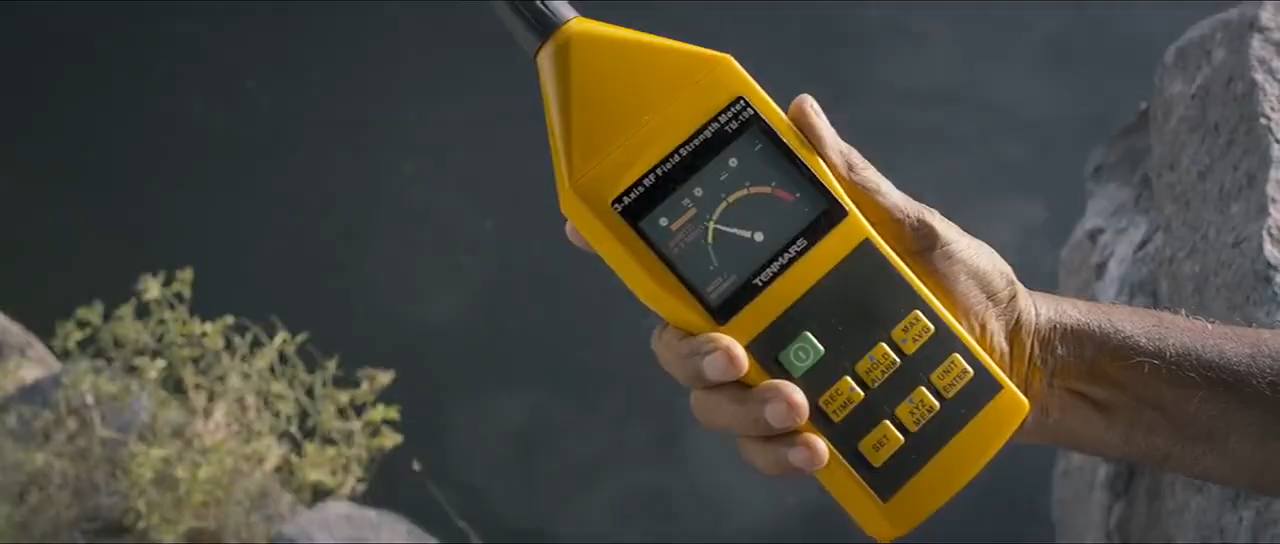 3-Axis RF Field Strength Meter
TM-196
TENMARS
MAX
AVG
HOLD
ALARM
REC
TIME
UNIT
ENTER
XYZ
MEM
SET